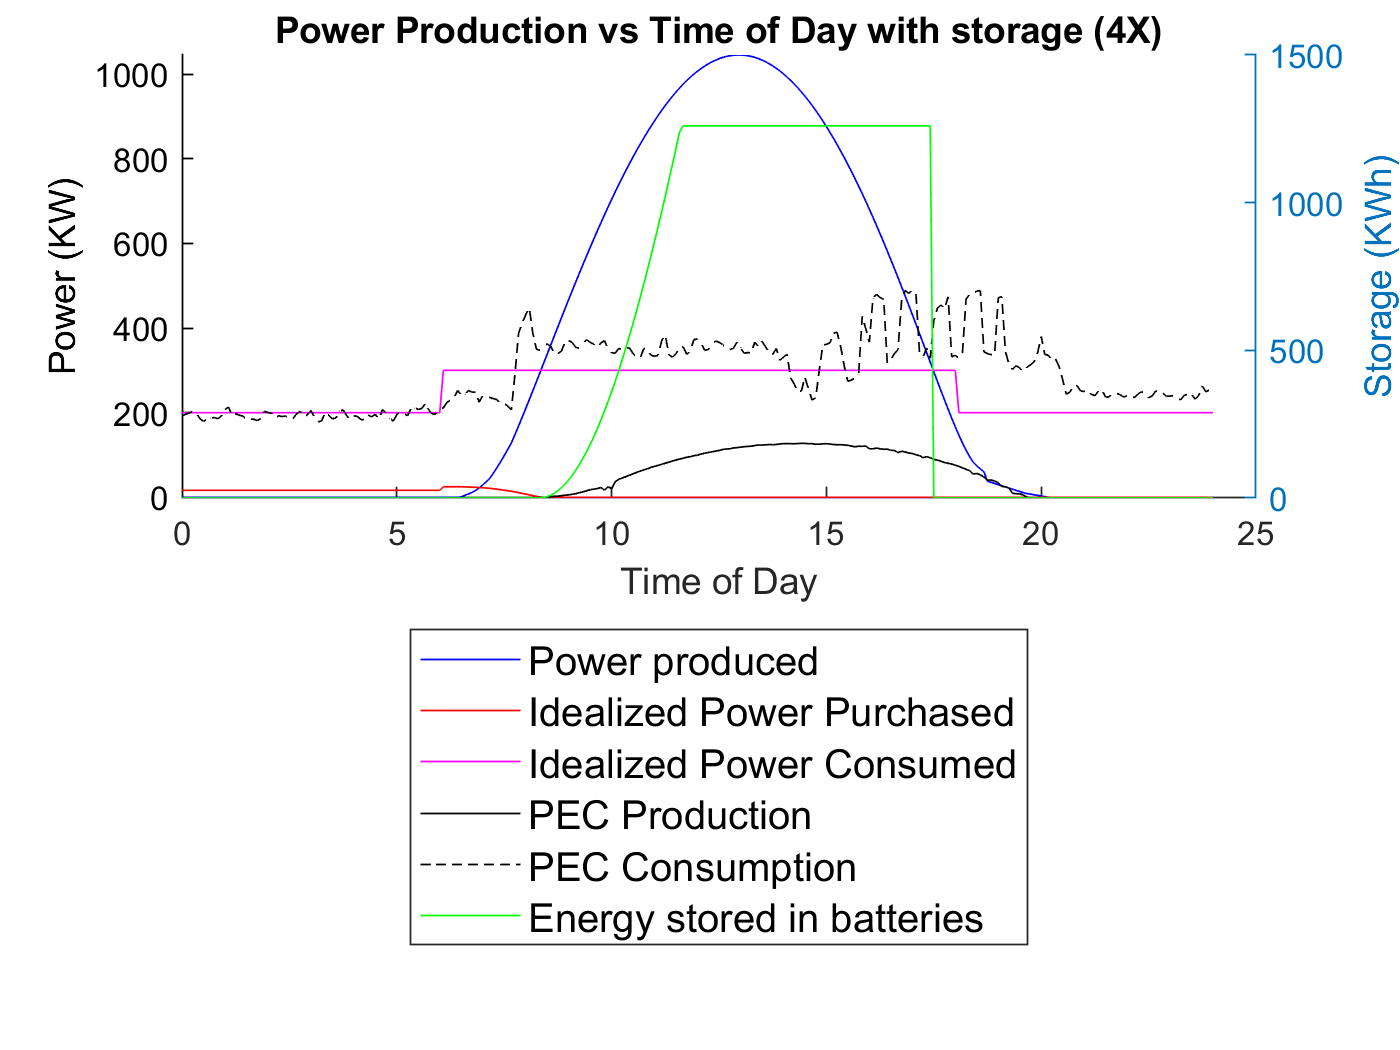 Power Production vs Time of Day with storage (4X)
1000
800
600
400
200
0
Power (KW)
1500
1000
500
0
Storage (KWh)
0 5 10 15 20 25
Time of Day
Power produced
Idealized Power Purchased
Idealized Power Consumed
PEC Production
PEC Consumption
Energy stored in batteries